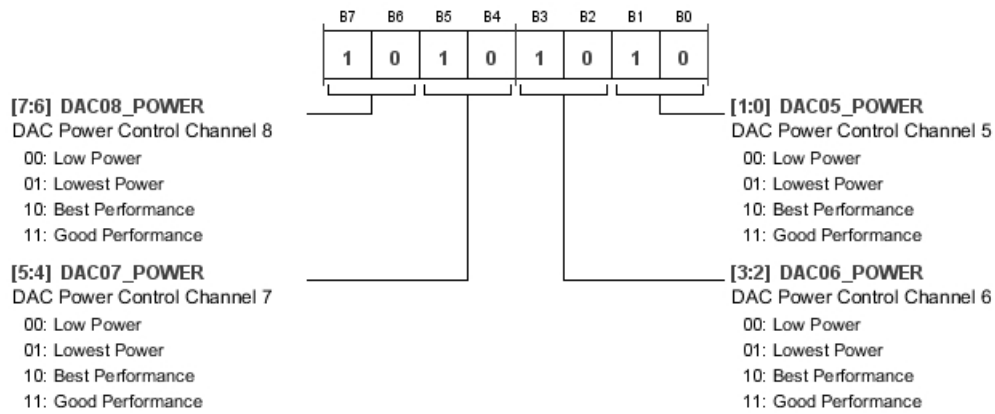 B7 B6 B5 B4 B3 B2 B1 B0
1 0 1 0 1 0 1 0
[7:6] DAC08_POWER
DAC Power Control Channel 8
00: Low Power
01: Lowest Power
10: Best Performance
11: Good Performance
[5:4] DAC07_POWER
DAC Power Control Channel 7
00: Low Power
01: Lowest Power
10: Best Performance
11: Good Performance
[1:0] DAC05_POWER
DAC Power Control Channel 5
00: Low Power
01: Lowest Power
10: Best Performance
11: Good Performance
[3:2] DAC06_POWER
DAC Power Control Channel 6
00: Low Power
01: Lowest Power
10: Best Performance
11: Good Performance